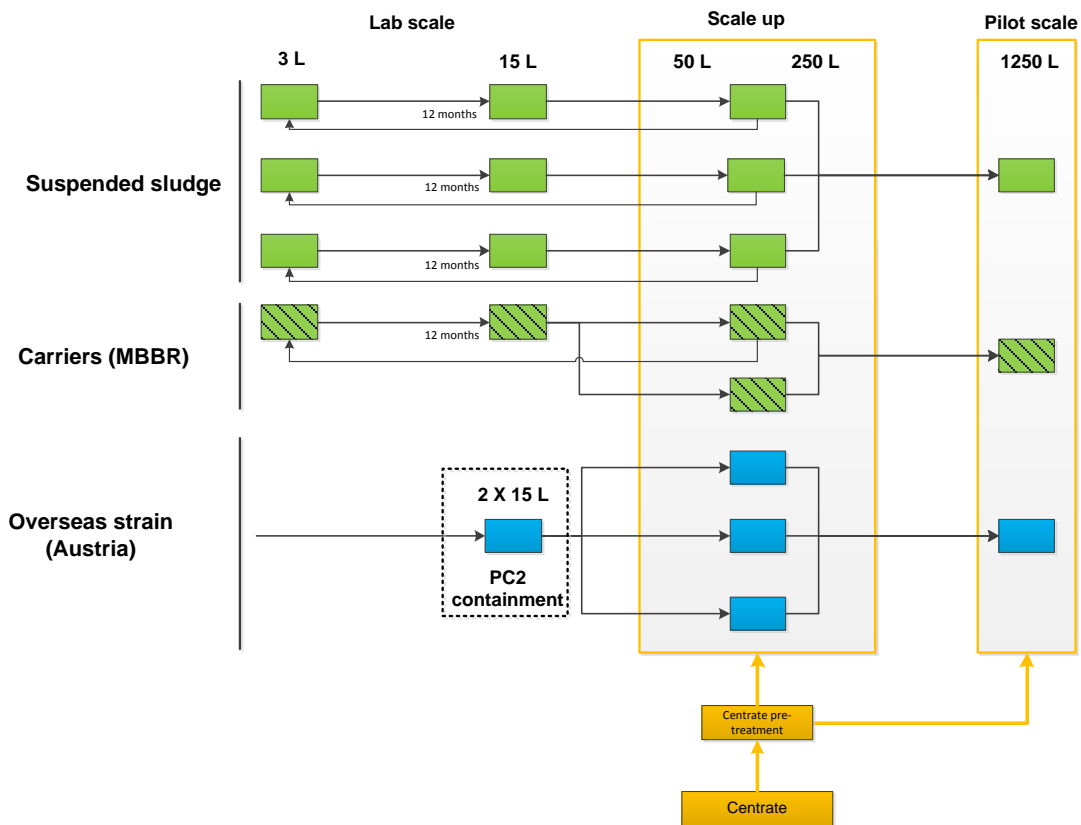 Lab scale
Scale up
Pilot scale
3 L
15 L
50 L
250 L
1250 L
12 months
Suspended sludge
12 months
12 months
12 months
Carriers (MBBR)
2 X 15 L
Overseas strain
(Austria)
PC2
containment
Centrate pre-
treatment
Centrate